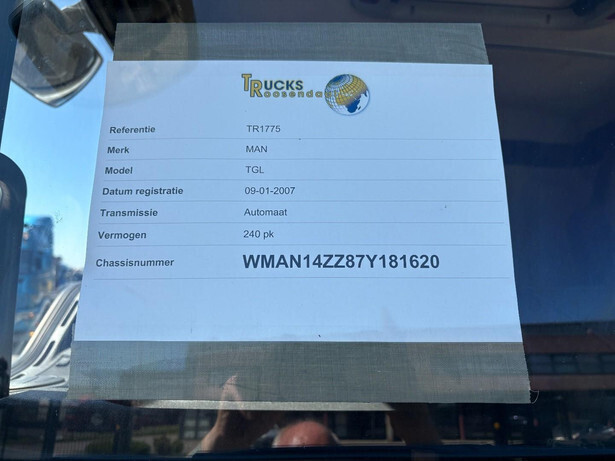 TRUCKS
Roosendaal
Referentie TR1775
Merk MAN
Model TGL
Datum registratie 09-01-2007
Transmissie Automaat
Vermogen 240 pk
Chassisnummer WMAN14ZZ87Y181620